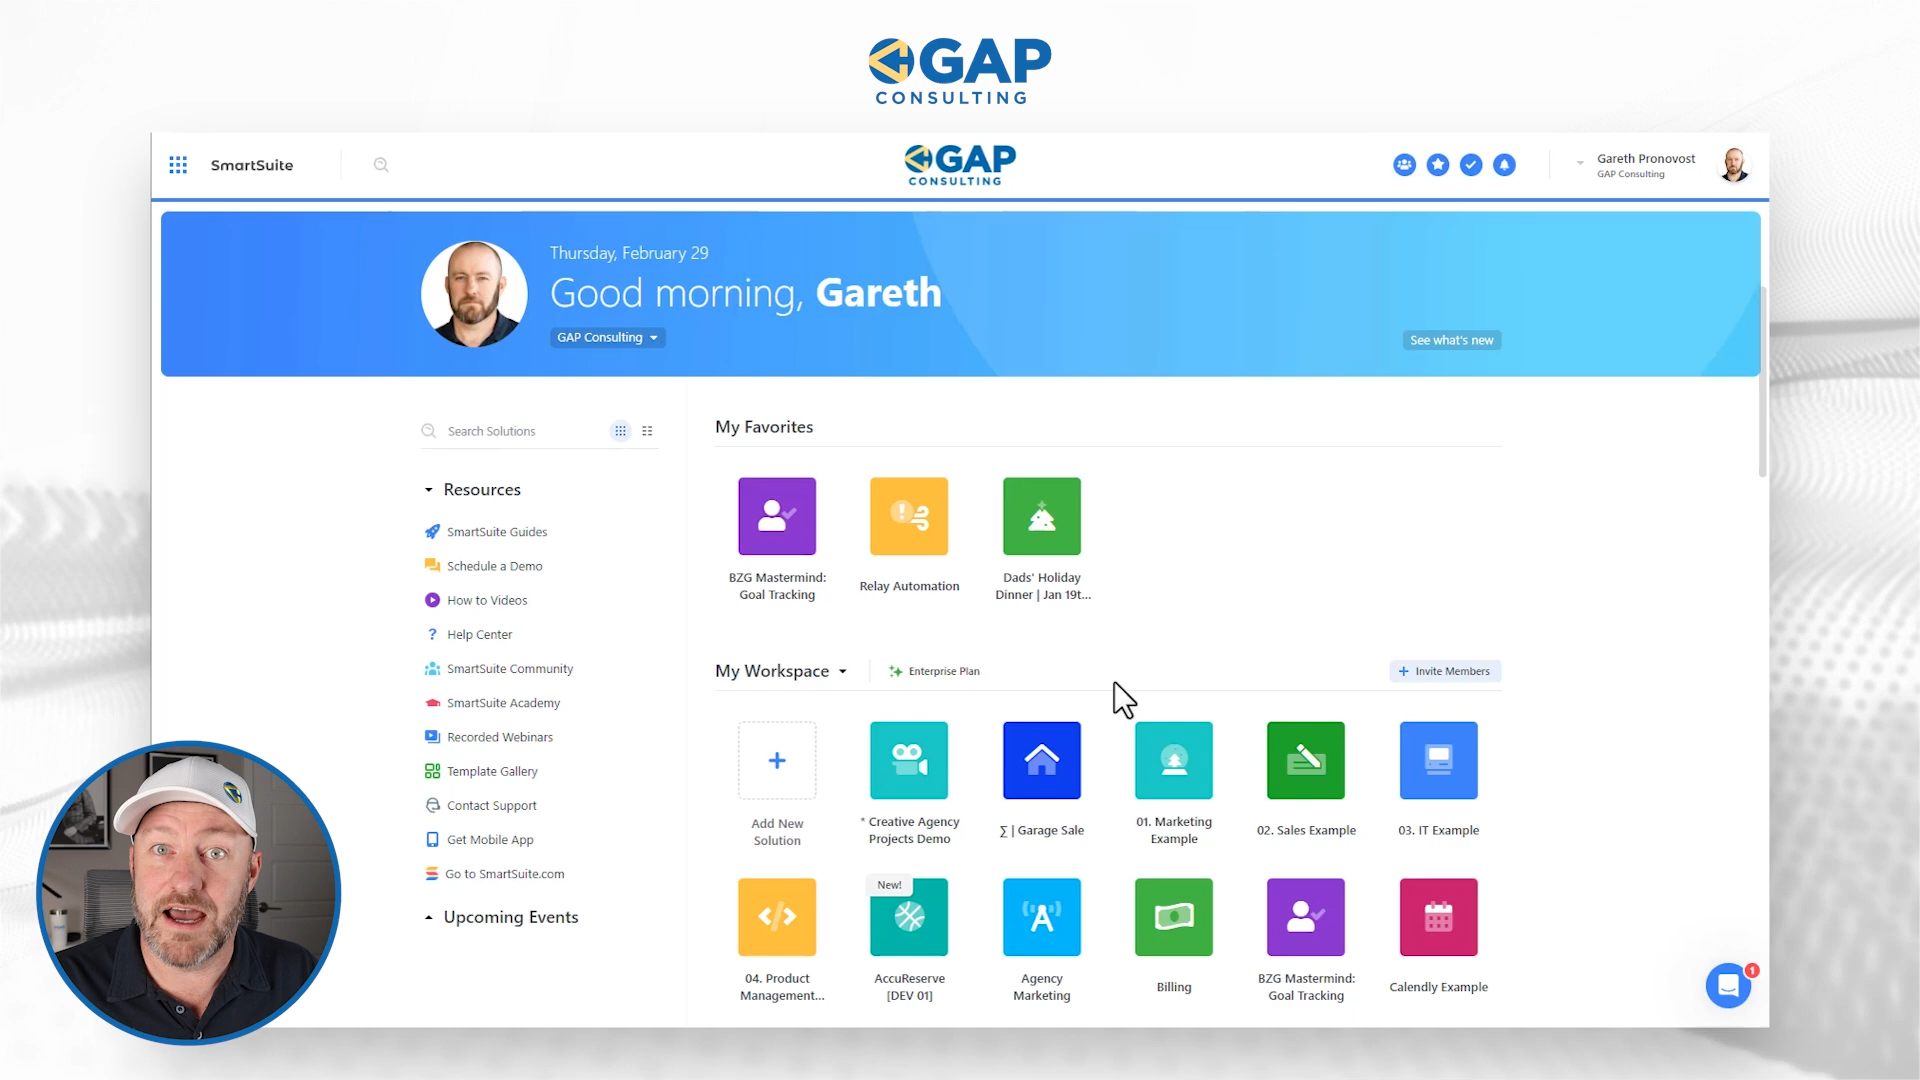 GAP
CONSULTING
SmartSuite
GAP
CONSULTING
Gareth Pronovost
GAP Consulting
Thursday, February 29
Good morning, Gareth
GAP Consulting
See what's new
Search Solutions
Resources
SmartSuite Guides
Schedule a Demo
How to Videos
? Help Center
SmartSuite Community
SmartSuite Academy
Recorded Webinars
Template Gallery
Contact Support
Get Mobile App
Go to SmartSuite.com
Upcoming Events
My Favorites
BZG Mastermind:
Goal Tracking
Relay Automation
Dads' Holiday
Dinner | Jan 19t...
My Workspace
Enterprise Plan
+ Invite Members
Add New
Solution
* Creative Agency
Projects Demo
∑ | Garage Sale
01. Marketing
Example
02. Sales Example
03. IT Example
04. Product
Management...
New!
AccuReserve
[DEV 01]
Agency
Marketing
Billing
BZG Mastermind:
Goal Tracking
Calendly Example
1